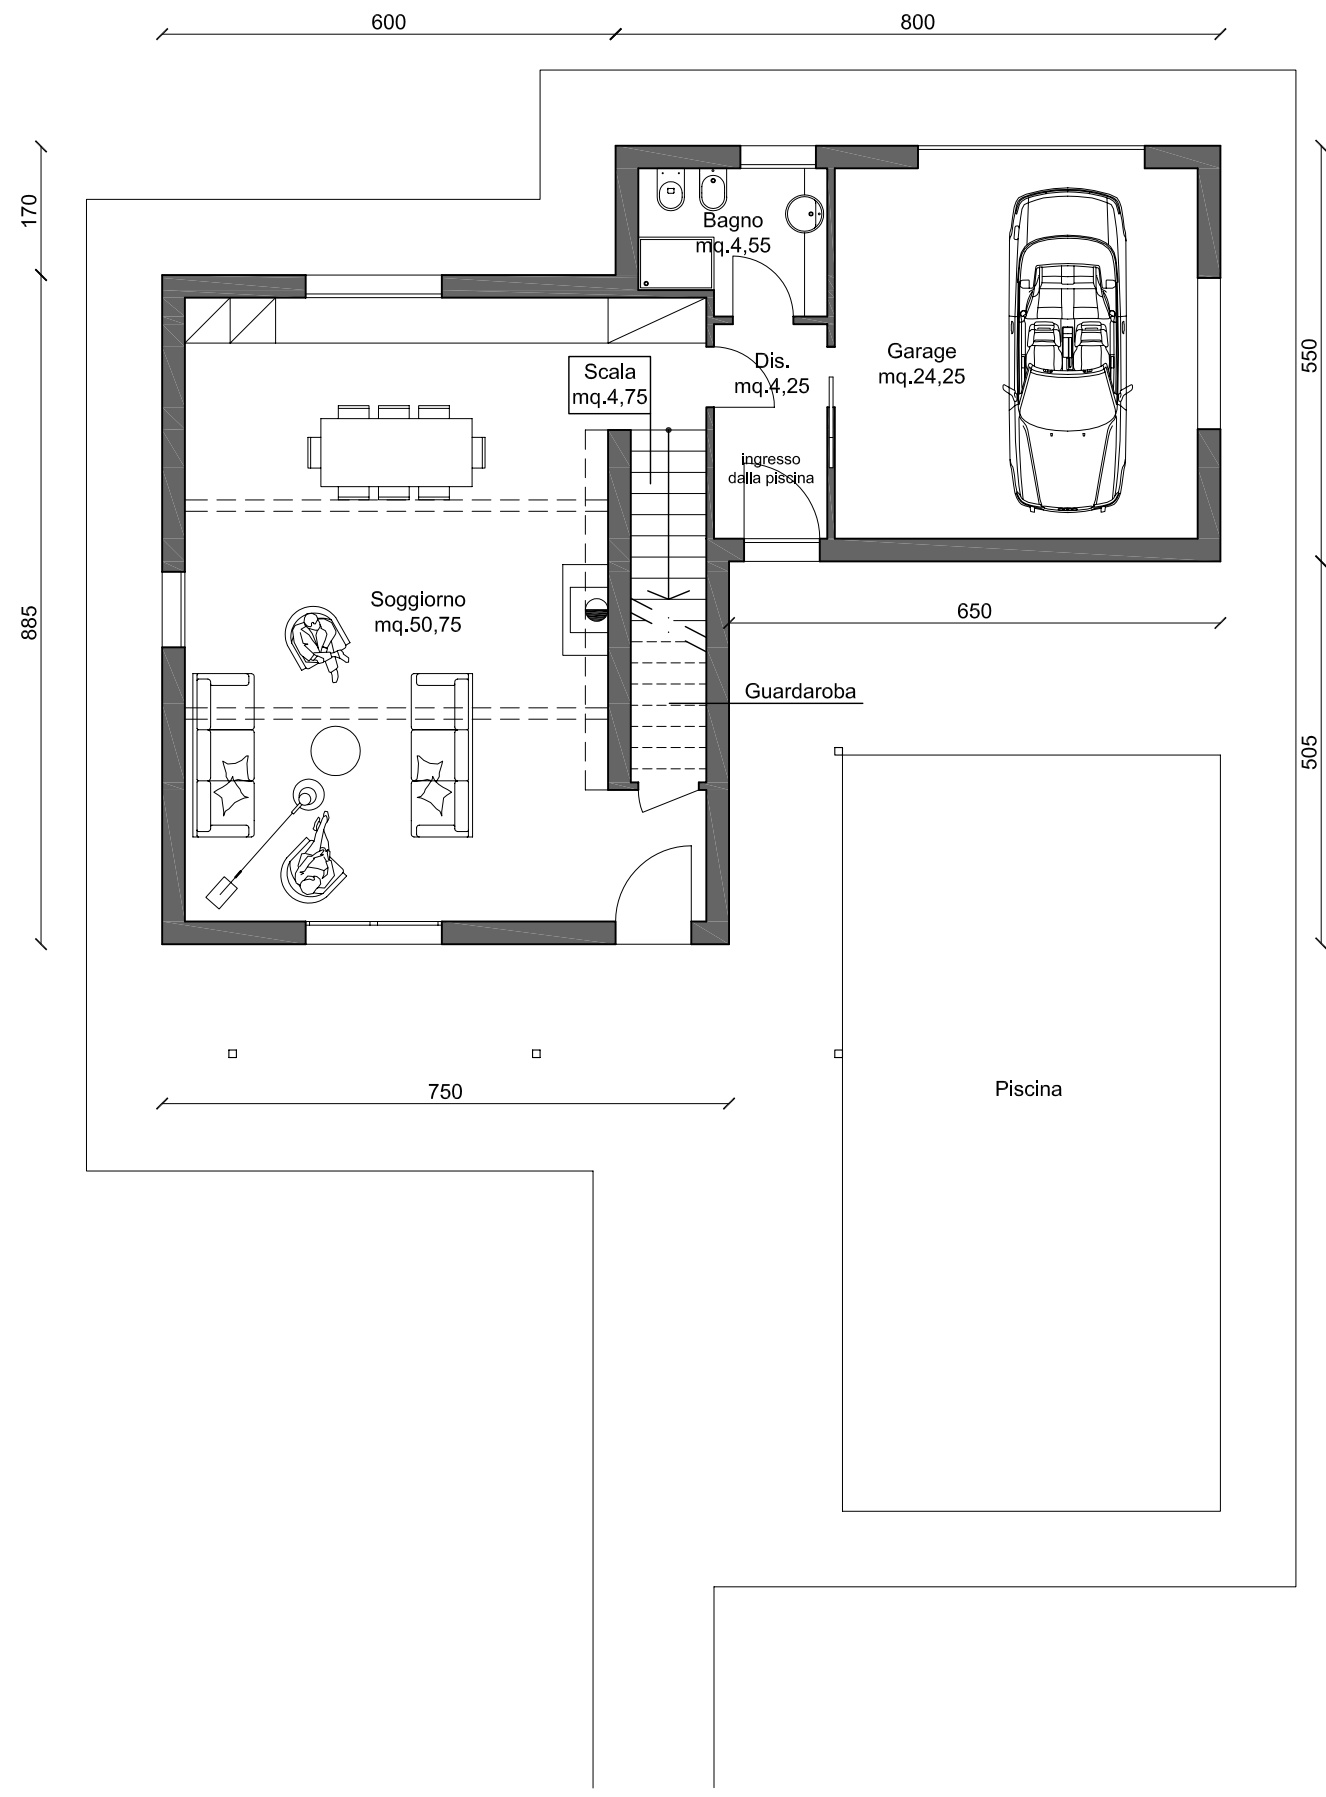 600
800
170
885
550
505
Bagno
mq.4,55
Garage
mq.24,25
Dis.
mq.4,25
Scala
mq.4,75
ingresso
dalla piscina
Soggiorno
mq.50,75
650
Guardaroba
750
Piscina